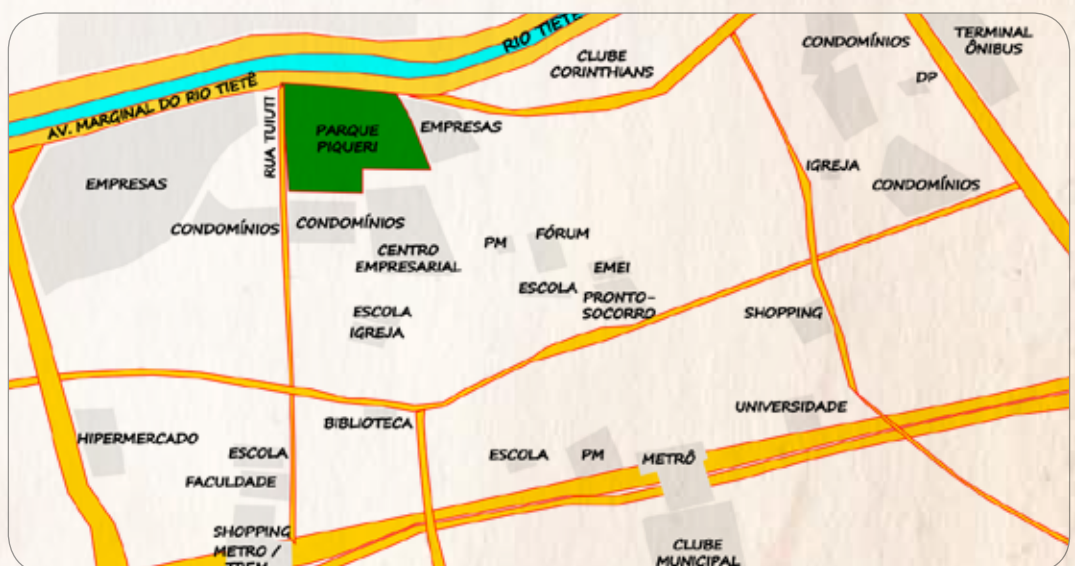 RIO TIETÊ
CLUBE
CORINTHIANS
CONDOMÍNIOS
TERMINAL
ÔNIBUS
DP
AV. MARGINAL DO RIO TIETÊ
RUA TUIUTI
PARQUE
PIQUERI
EMPRESAS
EMPRESAS
IGREJA
CONDOMÍNIOS
CONDOMÍNIOS
CONDOMÍNIOS
CENTRO
EMPRESARIAL
PM
FÓRUM
EMEI
ESCOLA
PRONTO-
SOCORRO
ESCOLA
IGREJA
SHOPPING
UNIVERSIDADE
BIBLIOTECA
HIPERMERCADO
ESCOLA
FACULDADE
ESCOLA
PM
METRÔ
SHOPPING
METRO /
TREM
CLUBE
MUNICIPAL